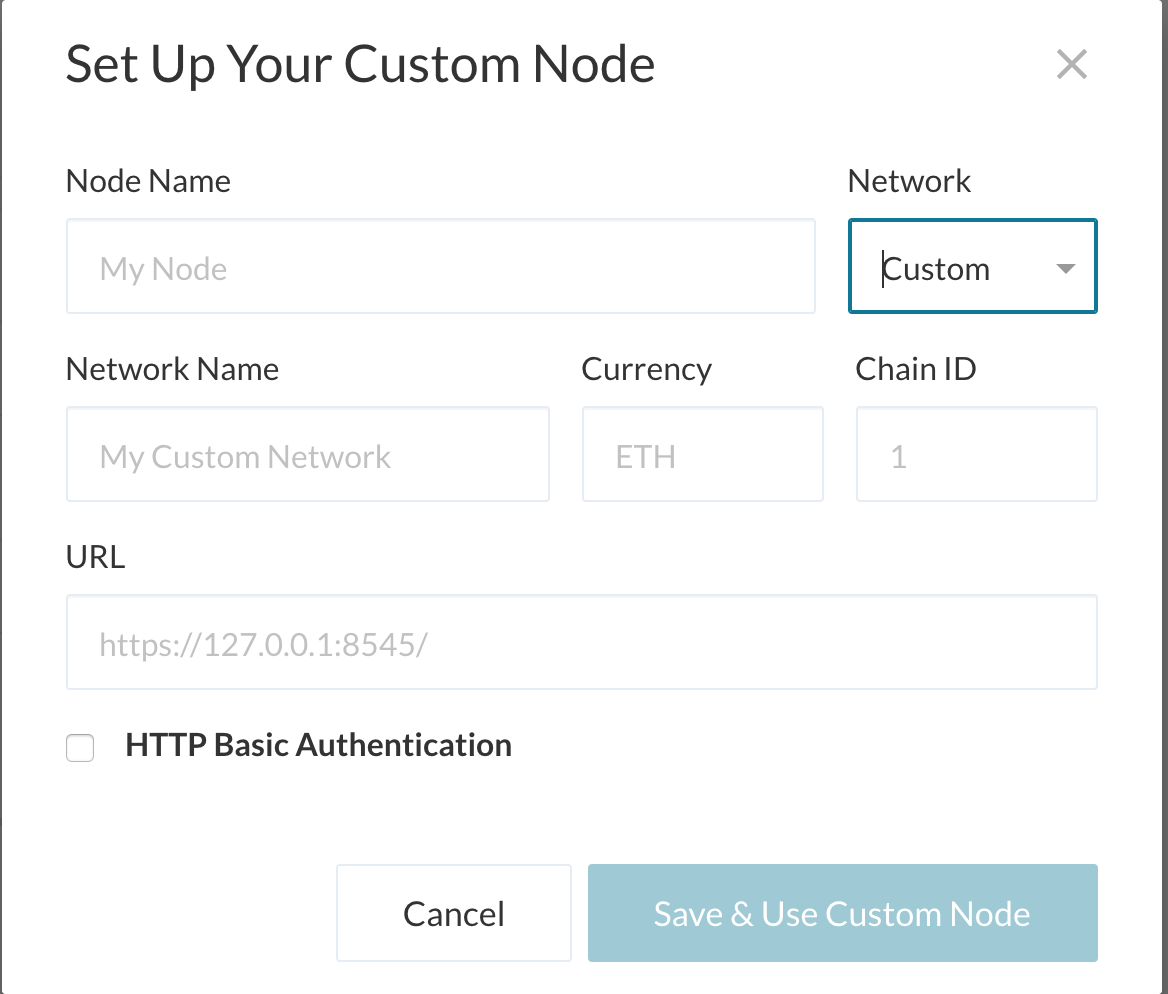 Set Up Your Custom Node
Node Name
Network
My Node
Custom
Network Name
Currency
Chain ID
My Custom Network
ETH
1
URL
https://127.0.0.1:8545/
HTTP Basic Authentication
Cancel
Save & Use Custom Node